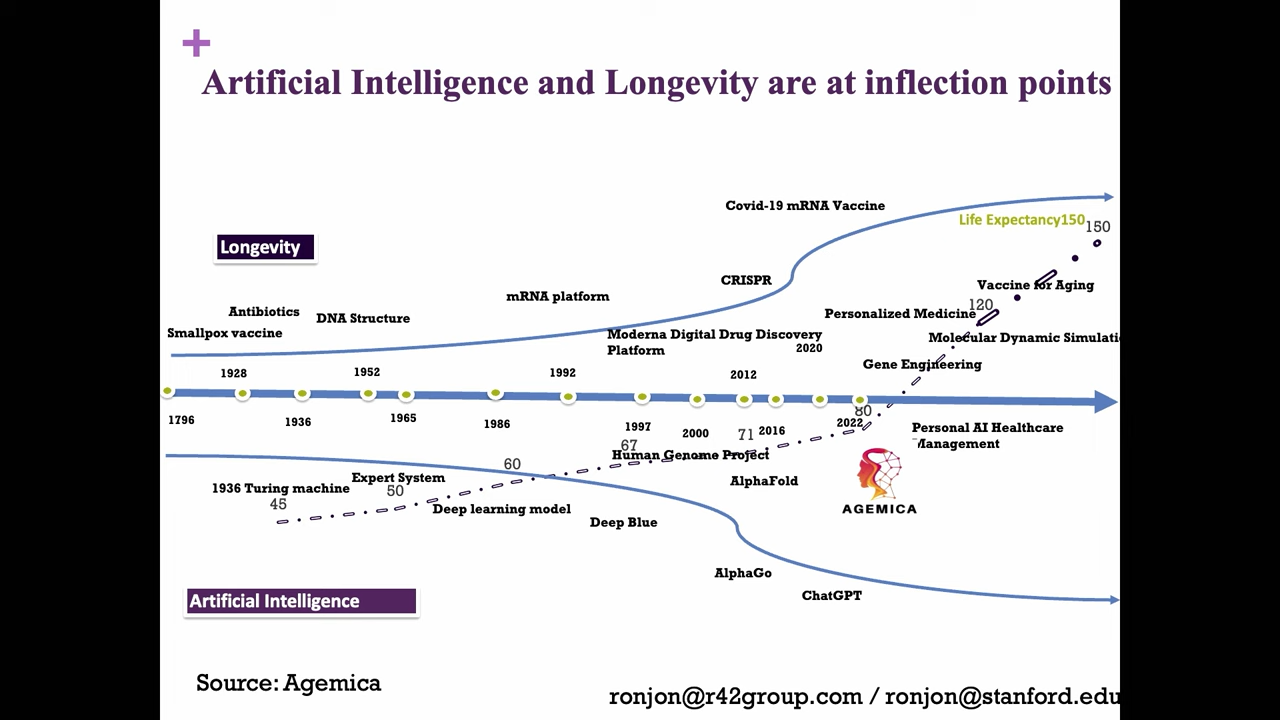 +
Artificial Intelligence and Longevity are at inflection points
Covid-19 mRNA Vaccine
Life Expectancy150
150
Longevity
CRISPR
Vaccine for Aging
mRNA platform
120
Antibiotics
DNA Structure
Personalized Medicine
Smallpox vaccine
Moderna Digital Drug Discovery
Platform
2020
Molecular Dynamic Simulati
Gene Engineering
1928
1952
1992
2012
80
1796
1936
1965
1986
1997
2000
71
2016
2022
Personal AI Healthcare
Management
67
Human Genome Project
60
Expert System
1936 Turing machine
50
45
AlphaFold
Deep learning model
AGEMICA
Deep Blue
AlphaGo
ChatGPT
Artificial Intelligence
Source: Agemica
ronjon@r42group.com / ronjon@stanford.edu